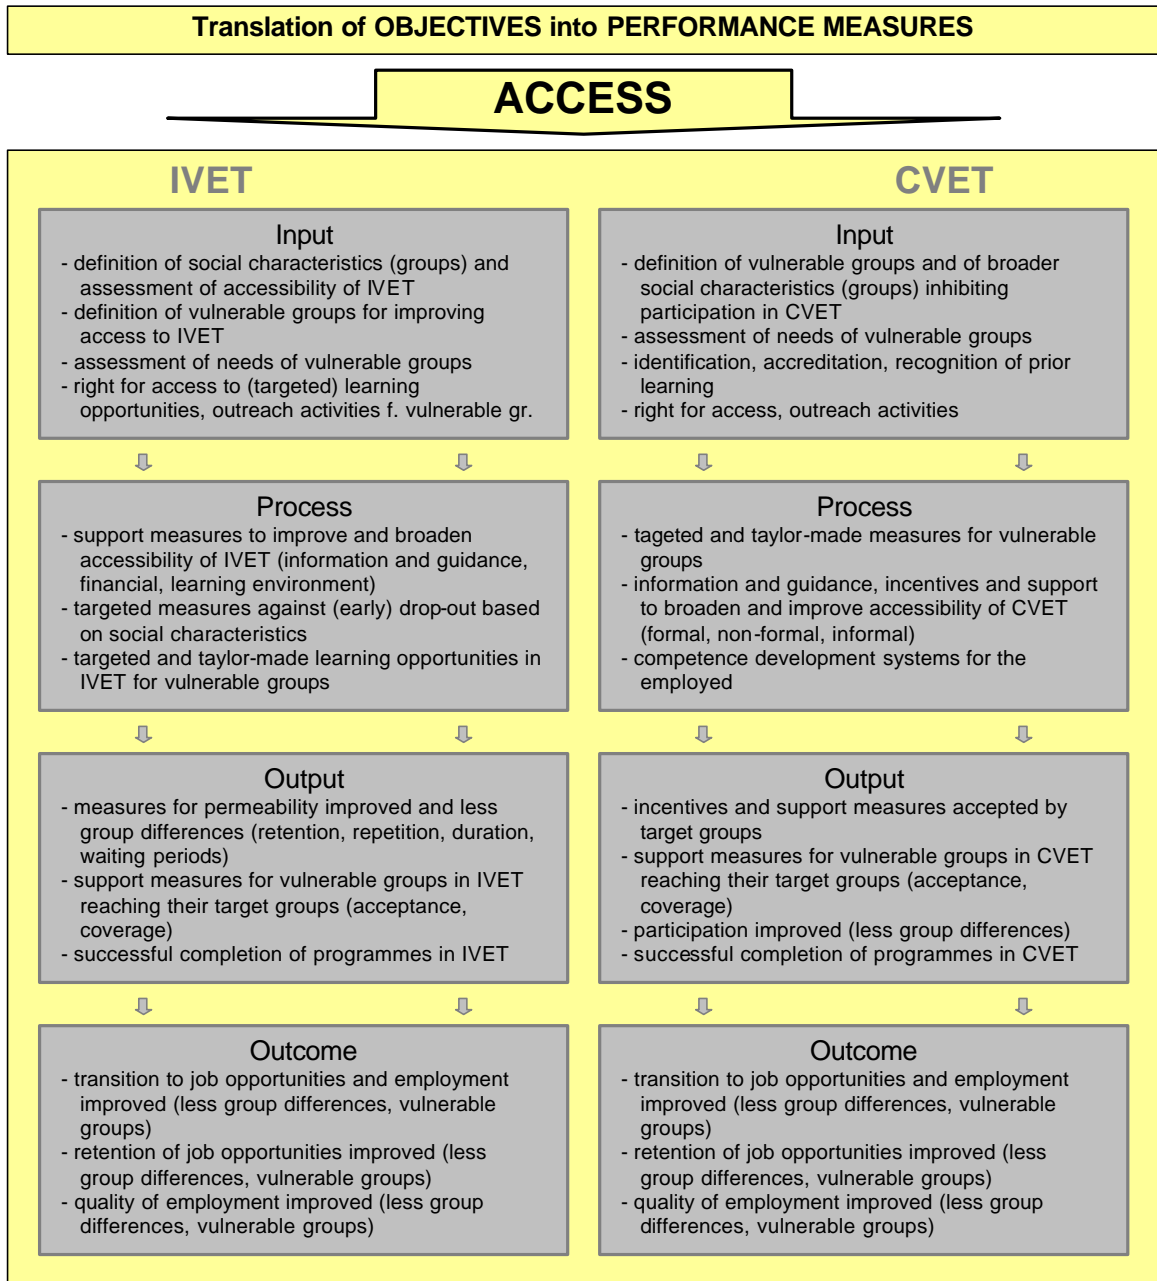 Translation of OBJECTIVES into PERFORMANCE MEASURES
ACCESS
IVET
Input
- definition of social characteristics (groups) and
assessment of accessibility of IVET
- definition of vulnerable groups for improving
access to IVET
- assessment of needs of vulnerable groups
- right for access to (targeted) learning
opportunities, outreach activities f. vulnerable gr.
Process
- support measures to improve and broaden
accessibility of IVET (information and guidance,
financial, learning environment)
- targeted measures against (early) drop-out based
on social characteristics
- targeted and taylor-made learning opportunities in
IVET for vulnerable groups
Output
- measures for permeability improved and less
group differences (retention, repetition, duration,
waiting periods)
- support measures for vulnerable groups in IVET
reaching their target groups (acceptance,
coverage)
- successful completion of programmes in IVET
Outcome
- transition to job opportunities and employment
improved (less group differences, vulnerable
groups)
- retention of job opportunities improved (less
group differences, vulnerable groups)
- quality of employment improved (less group
differences, vulnerable groups)
CVET
Input
- definition of vulnerable groups and of broader
social characteristics (groups) inhibiting
participation in CVET
- assessment of needs of vulnerable groups
- identification, accreditation, recognition of prior
learning
- right for access, outreach activities
Process
- tageted and taylor-made measures for vulnerable
groups
- information and guidance, incentives and support
to broaden and improve accessibility of CVET
(formal, non-formal, informal)
- competence development systems for the
employed
Output
- incentives and support measures accepted by
target groups
- support measures for vulnerable groups in CVET
reaching their target groups (acceptance,
coverage)
- participation improved (less group differences)
- successful completion of programmes in CVET
Outcome
- transition to job opportunities and employment
improved (less group differences, vulnerable
groups)
- retention of job opportunities improved (less
group differences, vulnerable groups)
- quality of employment improved (less group
differences, vulnerable groups)